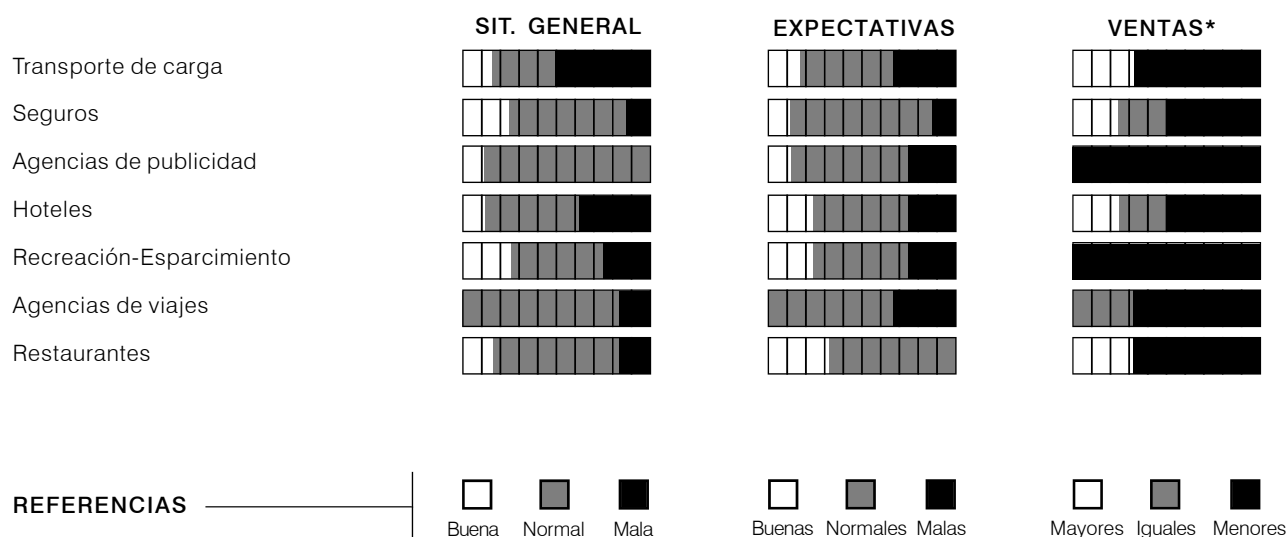 SIT. GENERAL EXPECTATIVAS VENTAS*
Transporte de carga
Seguros
Agencias de publicidad
Hoteles
Recreación-Esparcimiento
Agencias de viajes
Restaurantes
REFERENCIAS
Buena Normal Mala Buenas Normales Malas Mayores Iguales Menores